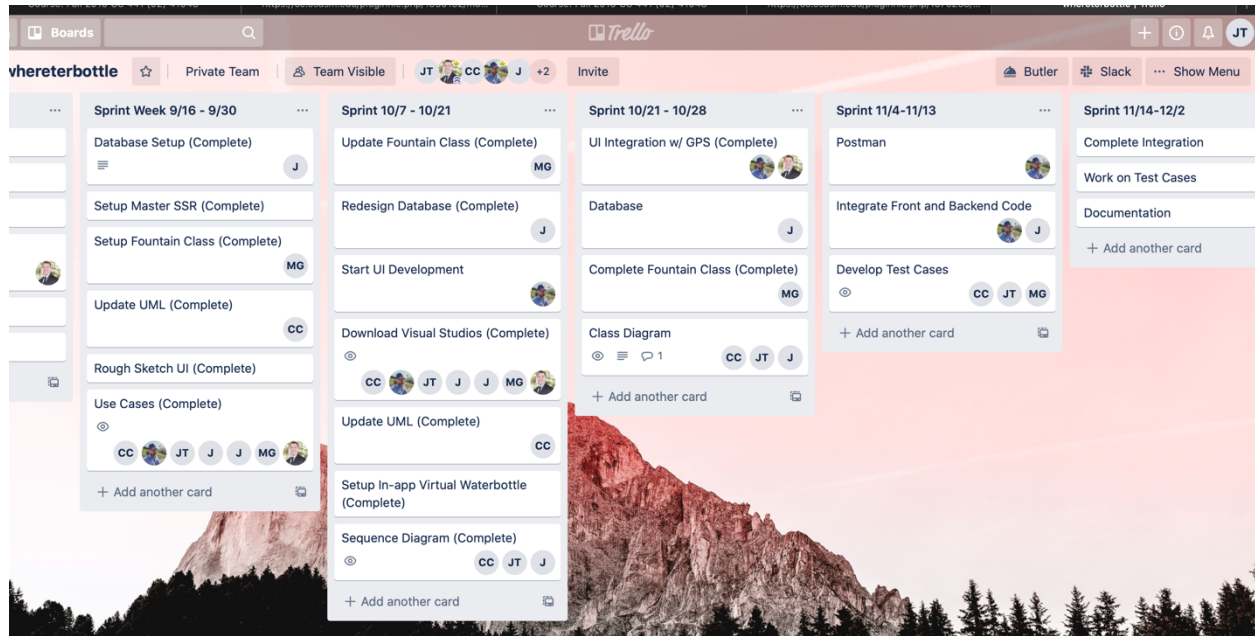 Boards
Trello
JT
whereterbottle
Private Team
Team Visible
JT
CC
J
+2
Invite
Butler
Slack
... Show Menu
Sprint Week 9/16 - 9/30
Database Setup (Complete)
J
Setup Master SSR (Complete)
Setup Fountain Class (Complete)
MG
Update UML (Complete)
CC
Rough Sketch UI (Complete)
Use Cases (Complete)
CC JT J J MG
+ Add another card
Sprint 10/7 - 10/21
Update Fountain Class (Complete)
MG
Redesign Database (Complete)
J
Start UI Development
Download Visual Studios (Complete)
CC JT J J MG
Update UML (Complete)
CC
Setup In-app Virtual Waterbottle
(Complete)
Sequence Diagram (Complete)
CC JT J
+ Add another card
Sprint 10/21 - 10/28
UI Integration w/ GPS (Complete)
Database
J
Complete Fountain Class (Complete)
MG
Class Diagram
1 CC JT J
+ Add another card
Sprint 11/4-11/13
Postman
Integrate Front and Backend Code
J
Develop Test Cases
CC JT MG
+ Add another card
Sprint 11/14-12/2
Complete Integration
Work on Test Cases
Documentation
+ Add another card